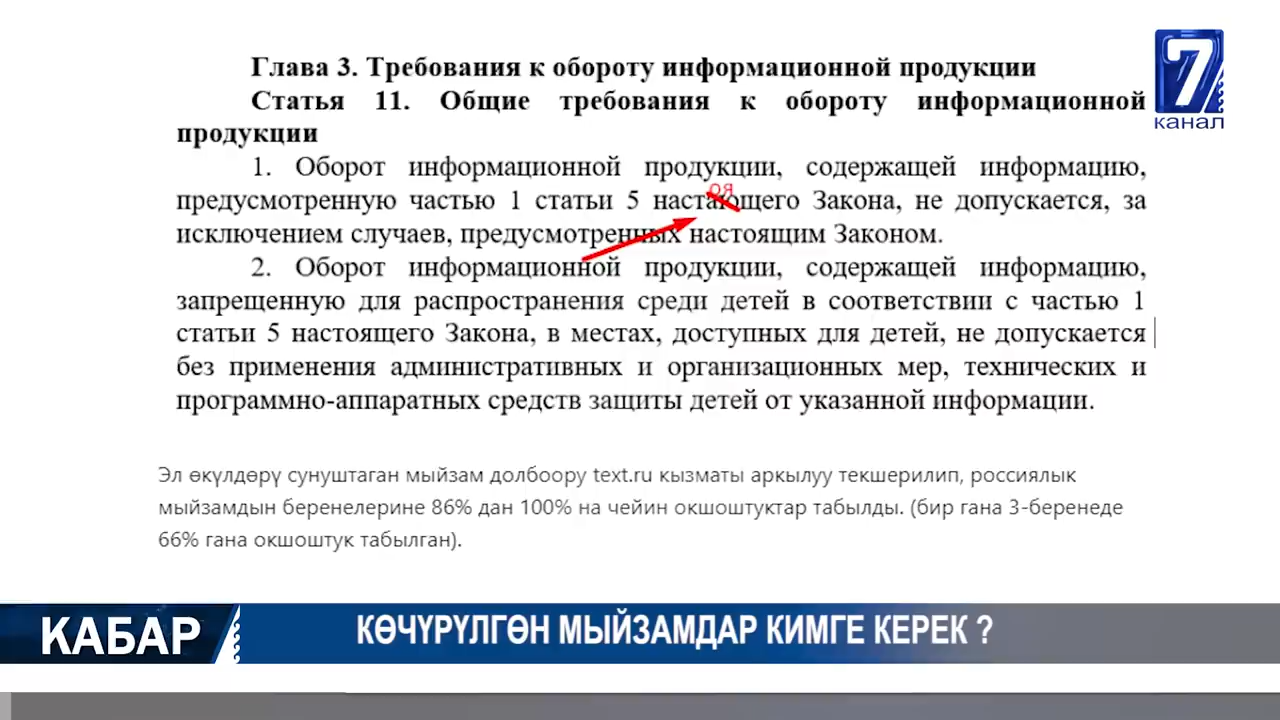 7
канал
Глава 3. Требования к обороту информационной продукции
Статья 11. Общие требования к обороту информационной
продукции
1. Оборот информационной продукции, содержащей информацию,
оя
предусмотренную частью 1 статьи 5 настающего Закона, не допускается, за
исключением случаев, предусмотренных настоящим Законом.
2. Оборот информационной продукции, содержащей информацию,
запрещенную для распространения среди детей в соответствии с частью 1
статьи 5 настоящего Закона, в местах, доступных для детей, не допускается
без применения административных и организационных мер, технических и
программно-аппаратных средств защиты детей от указанной информации.
Эл өкүлдөрү сунуштаган мыйзам долбоору text.ru кызматы аркылуу текшерилип, россиялык
мыйзамдын беренелерине 86% дан 100% на чейин окшоштуктар табылды. (бир гана 3-беренеде
66% гана окшоштук табылган).
КАБАР
КӨЧҮРҮЛГӨН МЫЙЗАМДАР КИМГЕ КЕРЕК ?